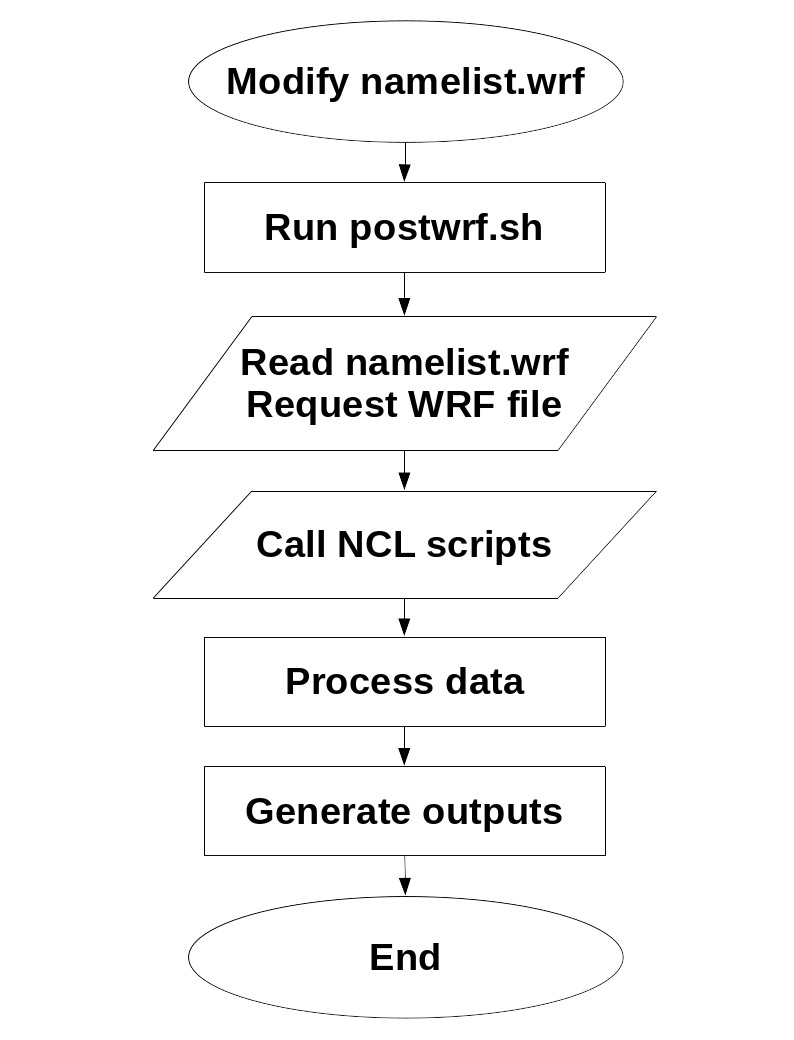 Modify namelist.wrf
Run postwrf.sh
Read namelist.wrf
Request WRF file
Call NCL scripts
Process data
Generate outputs
End